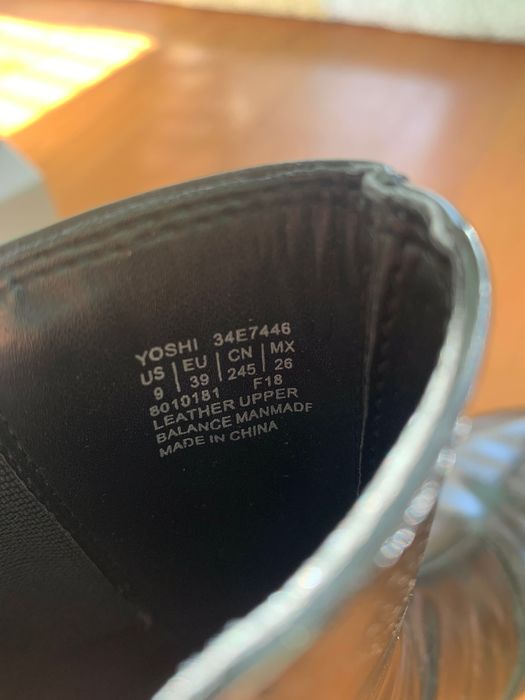 YOSHI 34E7446
US | EU | CN | MX
9 | 39 | 245 | 26
8010181 F18
LEATHER UPPER
BALANCE MANMADE
MADE IN CHINA